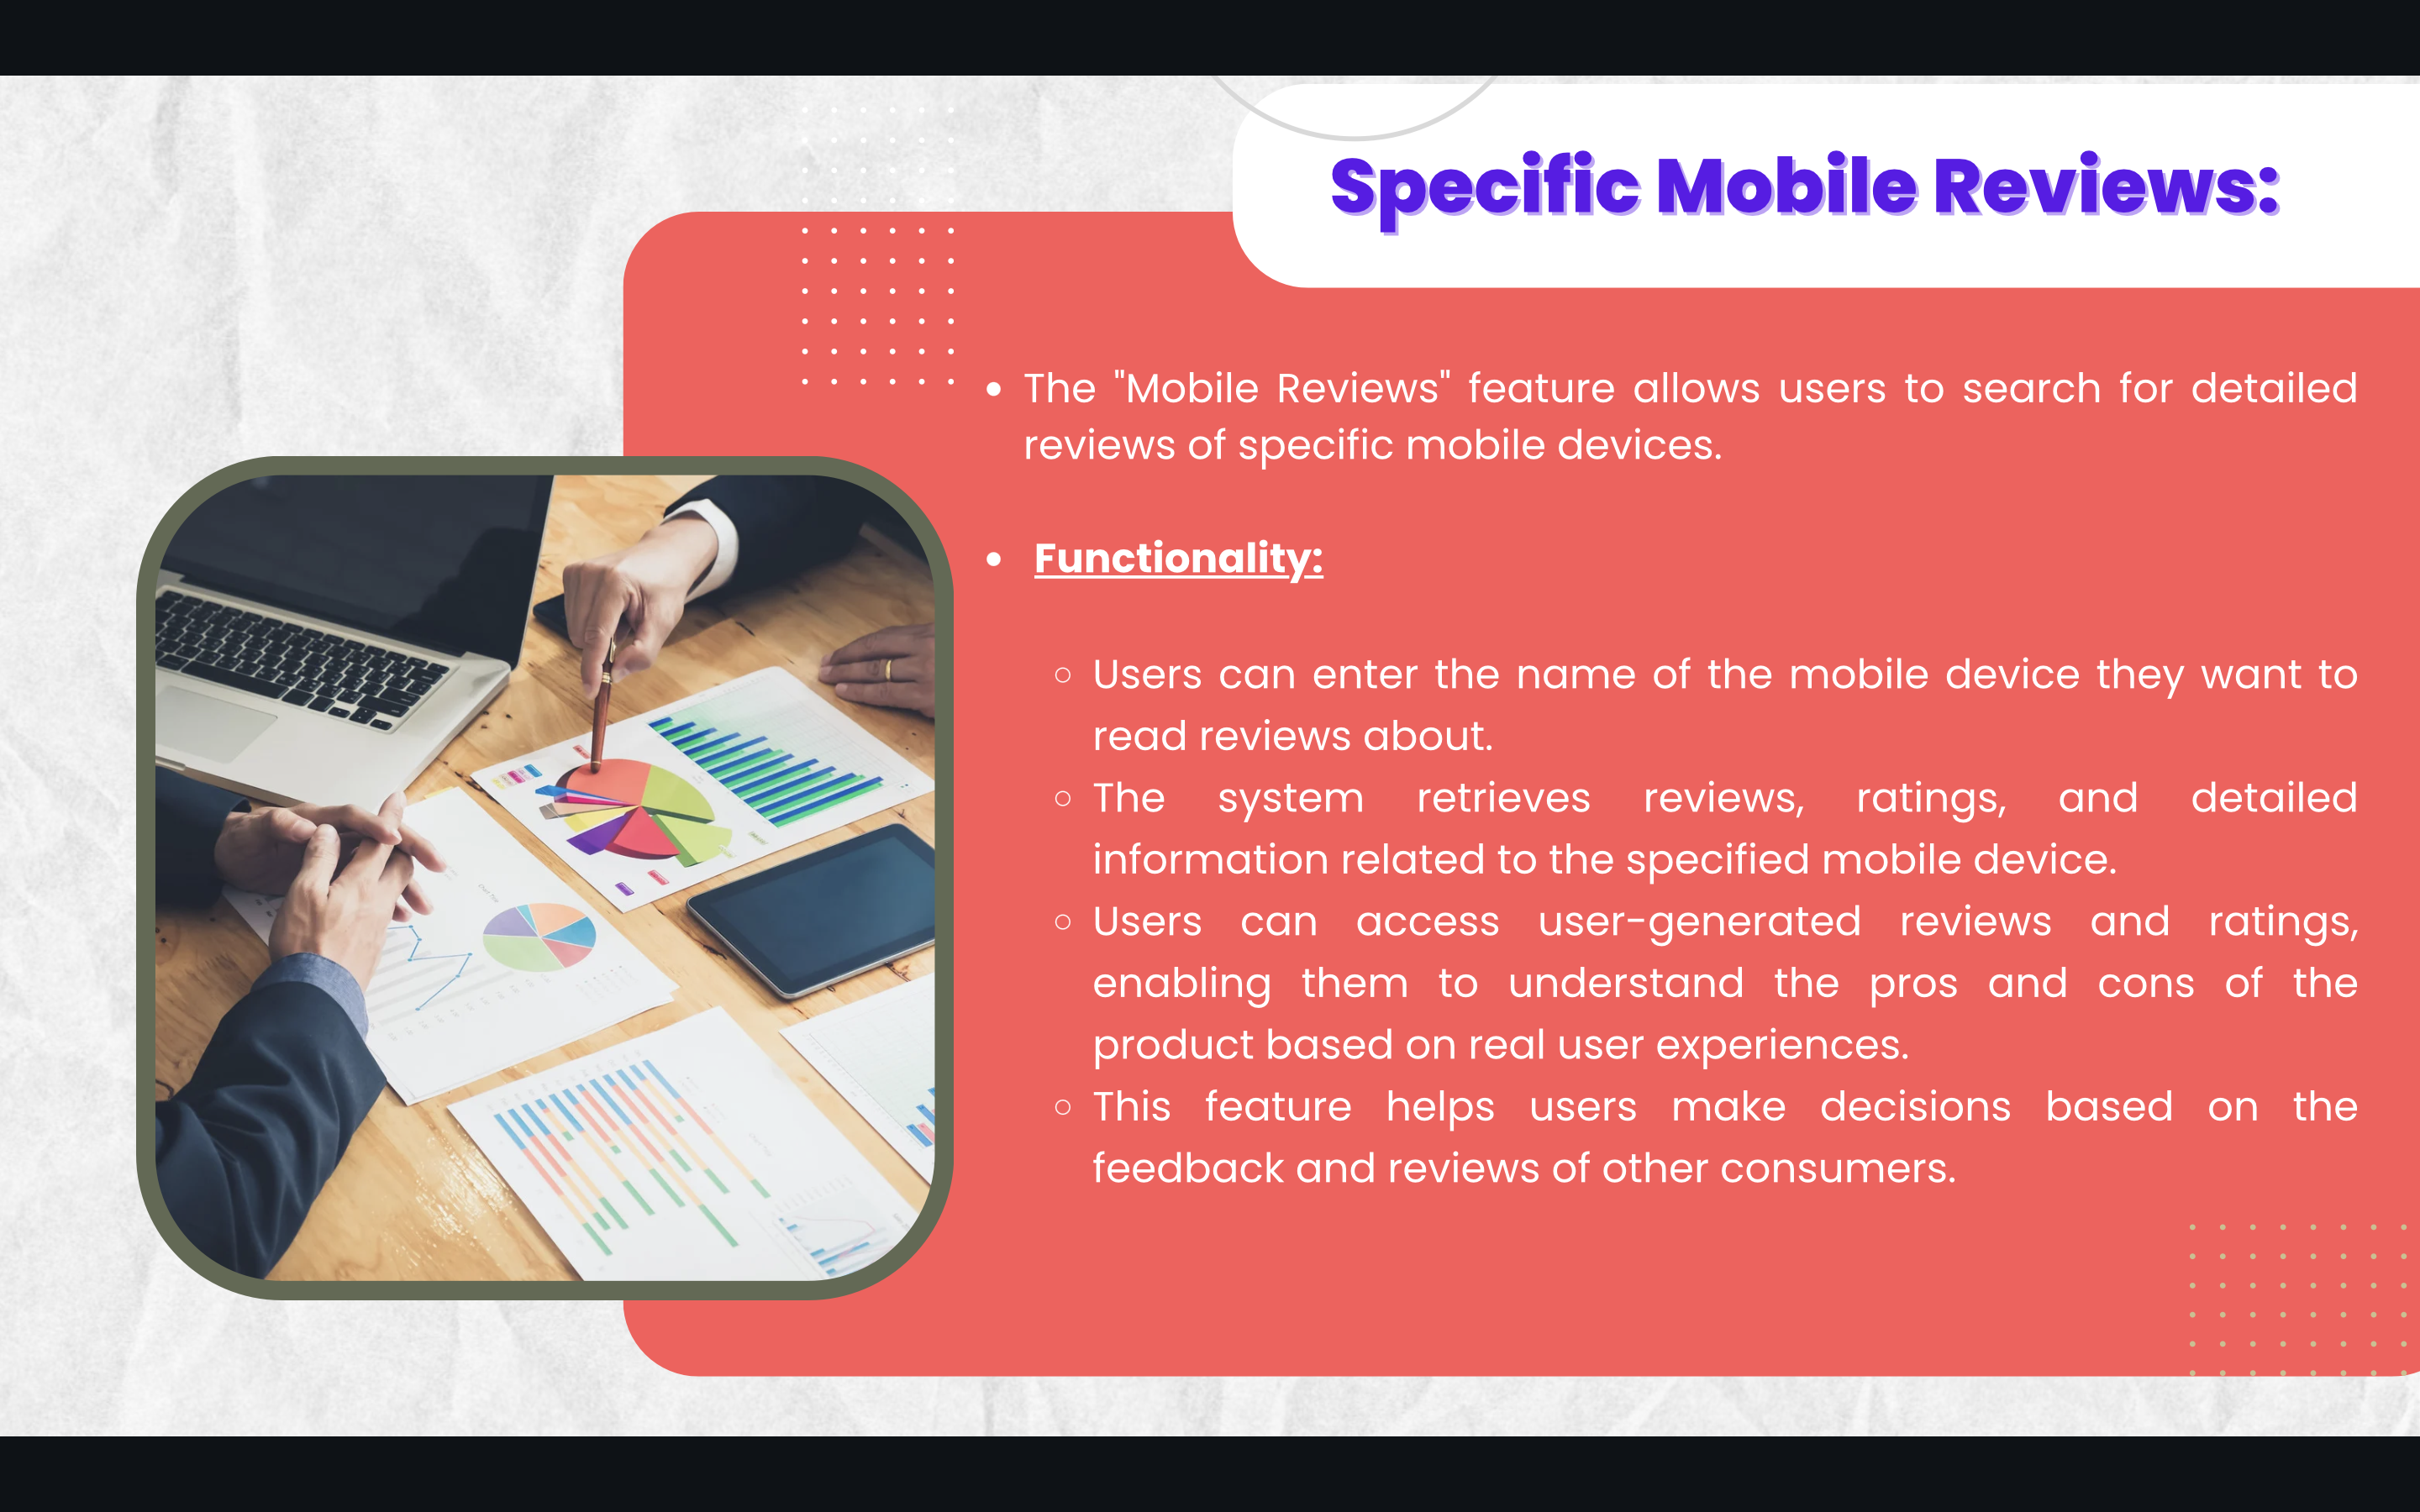 Specific Mobile Reviews:
The "Mobile Reviews" feature allows users to search for detailed
reviews of specific mobile devices.
Functionality:
Users can enter the name of the mobile device they want to
read reviews about.
The system retrieves reviews, ratings, and detailed
information related to the specified mobile device.
Users can access user-generated reviews and ratings,
enabling them to understand the pros and cons of the
product based on real user experiences.
This feature helps users make decisions based on the
feedback and reviews of other consumers.